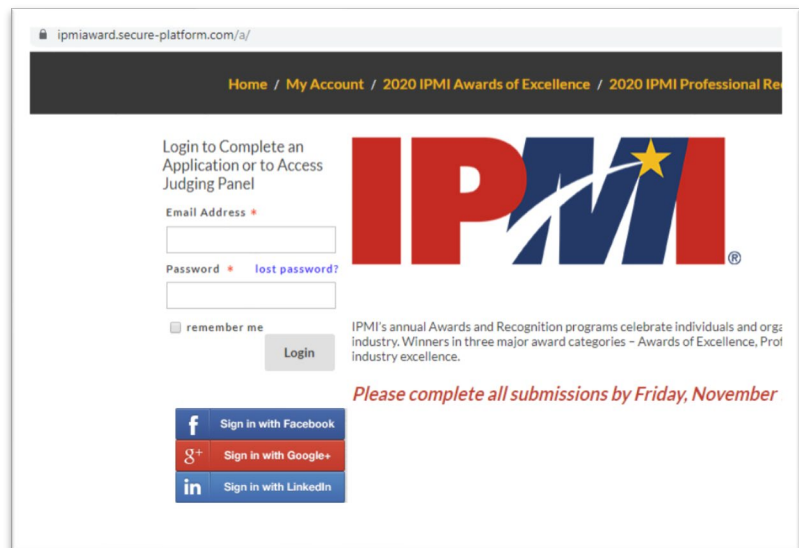 ipmiaward.secure-platform.com/a/
Home / My Account / 2020 IPMI Awards of Excellence / 2020 IPMI Professional Re
Login to Complete an
Application or to Access
Judging Panel
Email Address *
Password * lost password?
remember me
Login
f Sign in with Facebook
g+ Sign in with Google+
in Sign in with LinkedIn
IPMI®
IPMI's annual Awards and Recognition programs celebrate individuals and orga
industry. Winners in three major award categories – Awards of Excellence, Prof
industry excellence.
Please complete all submissions by Friday, November